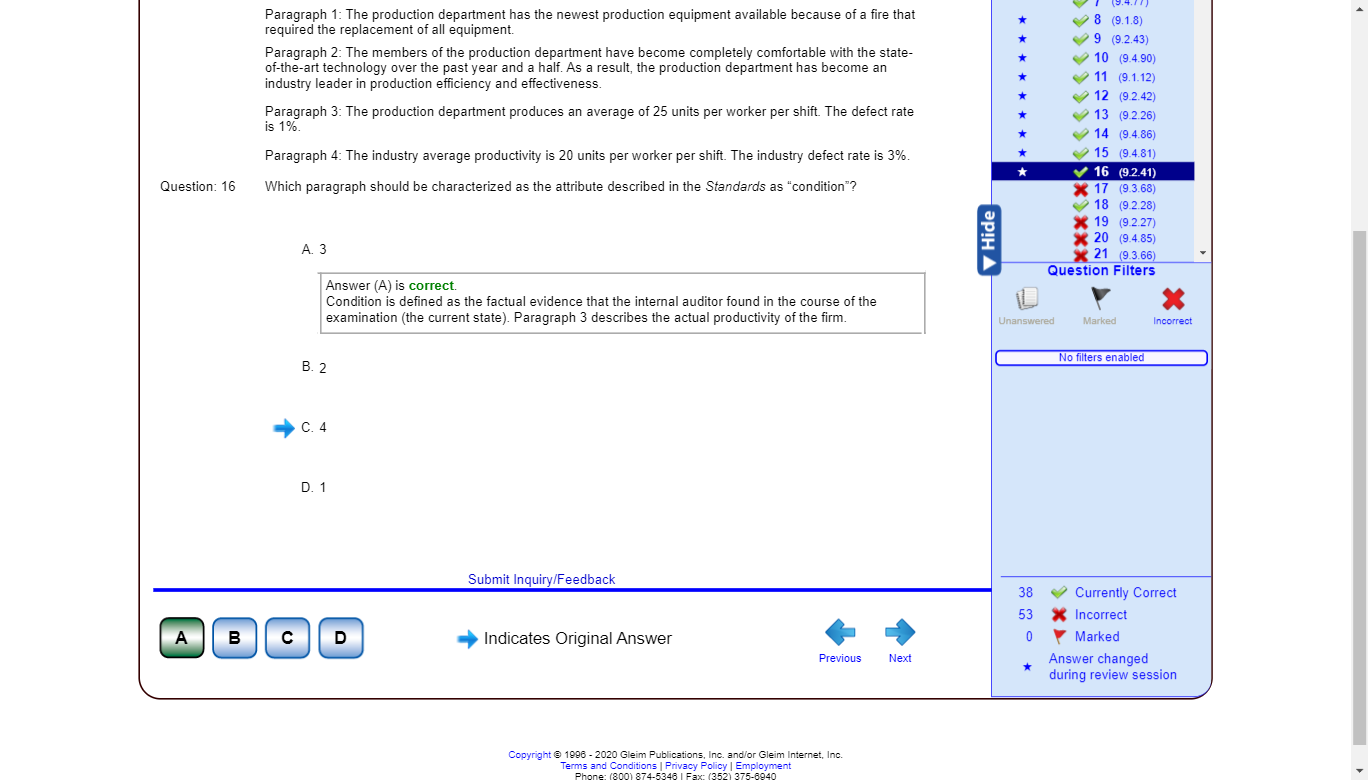 Paragraph 1: The production department has the newest production equipment available because of a fire that
required the replacement of all equipment.
Paragraph 2: The members of the production department have become completely comfortable with the state-
of-the-art technology over the past year and a half. As a result, the production department has become an
industry leader in production efficiency and effectiveness.
Paragraph 3: The production department produces an average of 25 units per worker per shift. The defect rate
is 1%.
Paragraph 4: The industry average productivity is 20 units per worker per shift. The industry defect rate is 3%.
Question: 16 Which paragraph should be characterized as the attribute described in the Standards as “condition”?
A. 3
Answer (A) is correct.
Condition is defined as the factual evidence that the internal auditor found in the course of the
examination (the current state). Paragraph 3 describes the actual productivity of the firm.
B. 2
C. 4
D. 1
Submit Inquiry/Feedback
A B C D
Indicates Original Answer
Previous Next
7 (9.4.77)
8 (9.1.8)
9 (9.2.43)
10 (9.4.90)
11 (9.1.12)
12 (9.2.42)
13 (9.2.26)
14 (9.4.86)
15 (9.4.81)
16 (9.2.41)
17 (9.3.68)
18 (9.2.28)
19 (9.2.27)
20 (9.4.85)
21 (9.3.66)
Hide
Question Filters
Unanswered Marked Incorrect
No filters enabled
38 Currently Correct
53 Incorrect
0 Marked
Answer changed
during review session
Copyright © 1996 - 2020 Gleim Publications, Inc. and/or Gleim Internet, Inc.
Terms and Conditions | Privacy Policy | Employment
Phone: (800) 874-5346 | Fax: (352) 375-6940